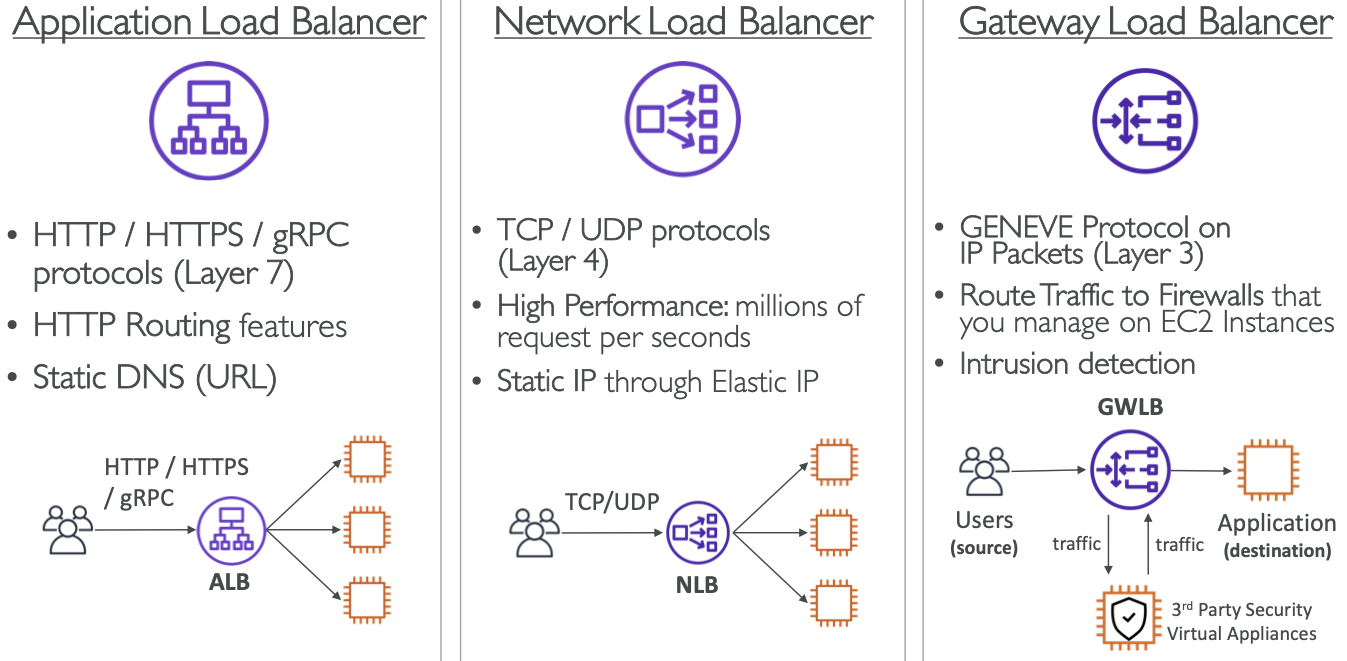 Application Load Balancer
• HTTP / HTTPS / gRPC
protocols (Layer 7)
• HTTP Routing features
• Static DNS (URL)
HTTP / HTTPS
/ gRPC
ALB
Network Load Balancer
• TCP / UDP protocols
(Layer 4)
• High Performance: millions of
request per seconds
• Static IP through Elastic IP
TCP/UDP
NLB
Gateway Load Balancer
• GENEVE Protocol on
IP Packets (Layer 3)
• Route Traffic to Firewalls that
you manage on EC2 Instances
• Intrusion detection
GWLB
Users
(source)
traffic
traffic
Application
(destination)
3rd Party Security
Virtual Appliances